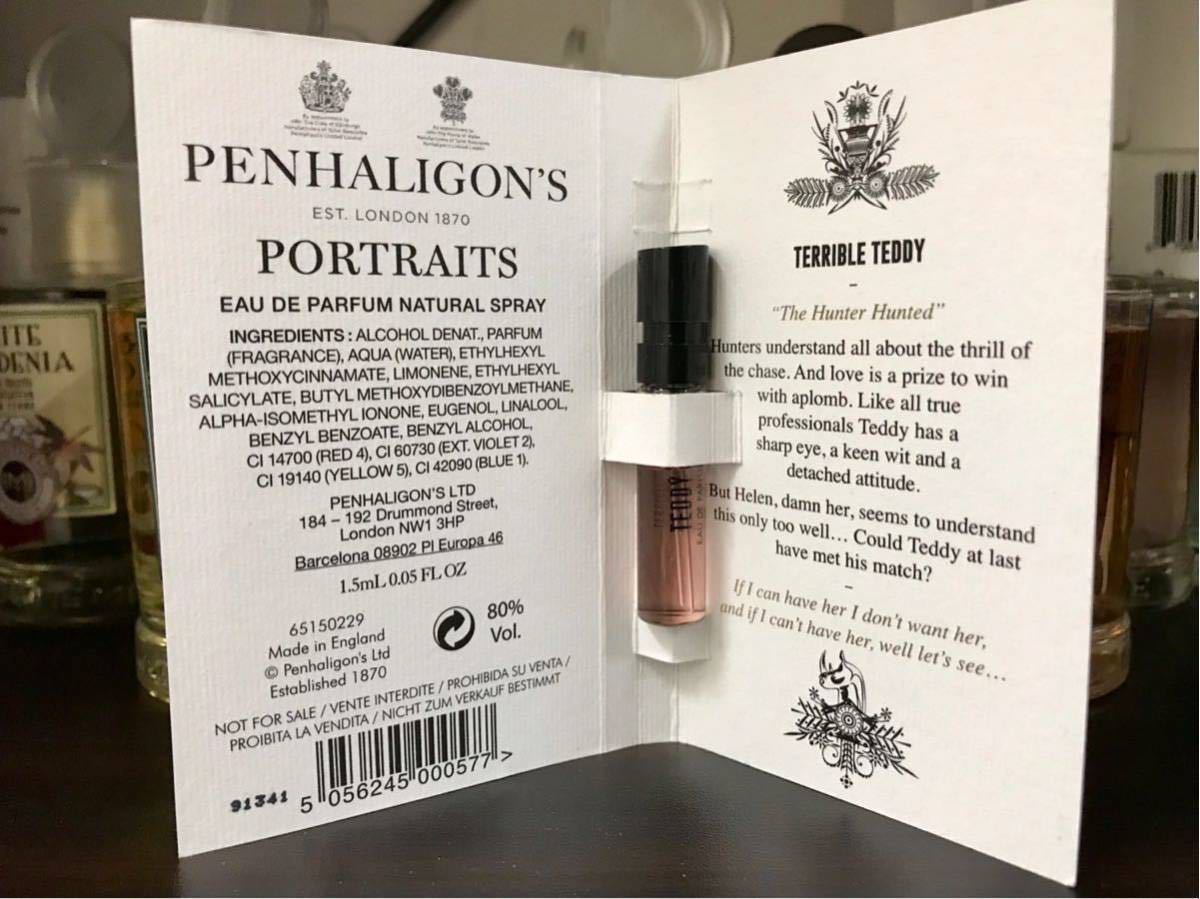 PENHALIGON'S
EST. LONDON 1870
PORTRAITS
EAU DE PARFUM NATURAL SPRAY
INGREDIENTS : ALCOHOL DENAT., PARFUM
(FRAGRANCE), AQUA (WATER), ETHYLHEXYL
METHOXYCINNAMATE, LIMONENE, ETHYLHEXYL
SALICYLATE, BUTYL METHOXYDIBENZOYLMETHANE,
ALPHA-ISOMETHYL IONONE, EUGENOL, LINALOOL,
BENZYL BENZOATE, BENZYL ALCOHOL,
CI 14700 (RED 4), CI 60730 (EXT. VIOLET 2),
CI 19140 (YELLOW 5), CI 42090 (BLUE 1).
PENHALIGON'S LTD
184 – 192 Drummond Street,
London NW1 3HP
Barcelona 08902 Pl Europa 46
1.5mL 0.05 FL OZ
65150229
Made in England
© Penhaligon's Ltd
Established 1870
80%
Vol.
NOT FOR SALE / VENTE INTERDITE / PROHIBIDA SU VENTA /
PROIBITA LA VENDITA / NICHT ZUM VERKAUF BESTIMMT
91341
5 056245 000577 >
TEDDY
TERRIBLE TEDDY
–
“The Hunter Hunted”
Hunters understand all about the thrill of
the chase. And love is a prize to win
with aplomb. Like all true
professionals Teddy has a
sharp eye, a keen wit and a
detached attitude.
But Helen, damn her, seems to understand
this only too well… Could Teddy at last
have met his match?
–
If I can have her I don't want her,
and if I can't have her, well let's see…